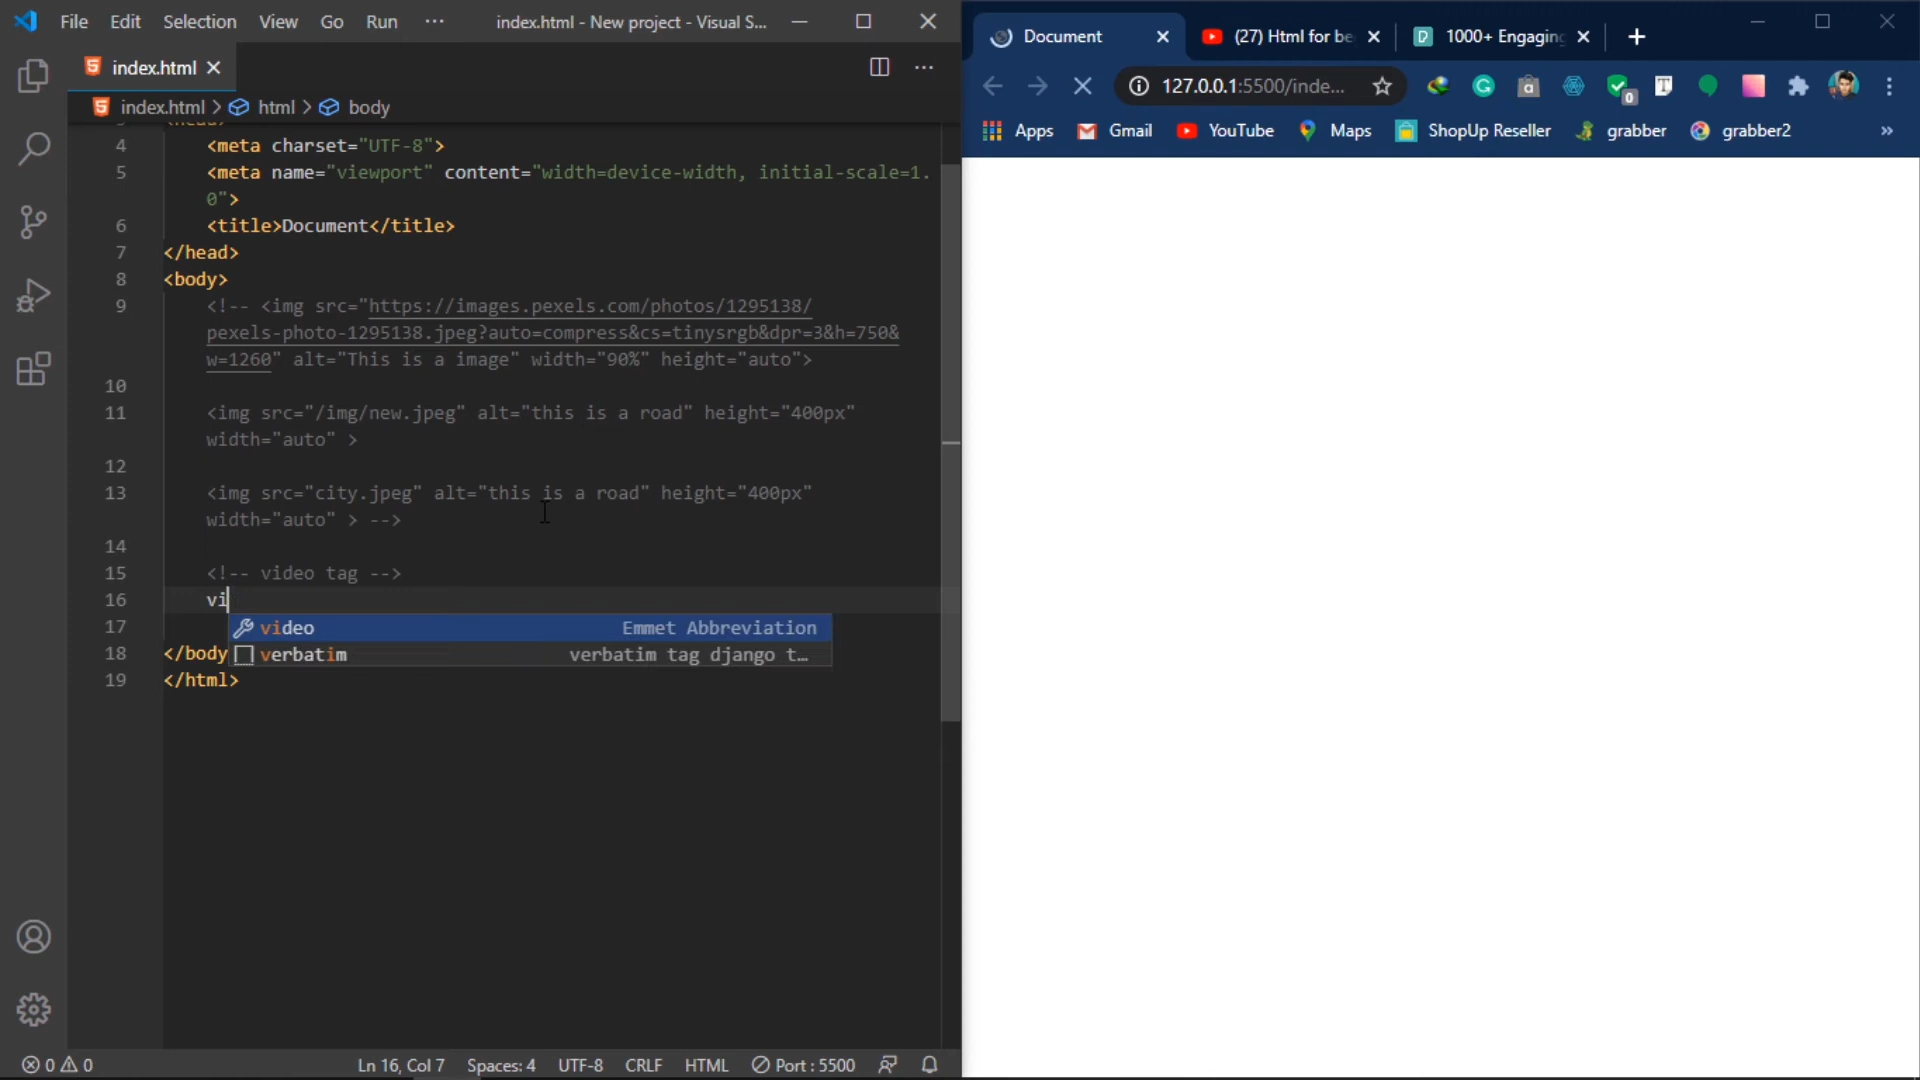 File Edit Selection View Go Run ··· index.html - New project - Visual S...
index.html
index.html > html > body
4 <meta charset="UTF-8">
5 <meta name="viewport" content="width=device-width, initial-scale=1.
0">
6 <title>Document</title>
7 </head>
8 <body>
9 <!-- <img src="https://images.pexels.com/photos/1295138/
pexels-photo-1295138.jpeg?auto=compress&cs=tinysrgb&dpr=3&h=750&
w=1260" alt="This is a image" width="90%" height="auto">
10
11 <img src="/img/new.jpeg" alt="this is a road" height="400px"
width="auto" >
12
13 <img src="city.jpeg" alt="this is a road" height="400px"
width="auto" > -->
14
15 <!-- video tag -->
16 vi
17 video Emmet Abbreviation
18 </body verbatim verbatim tag django t...
19 </html>
0 0 Ln 16, Col 7 Spaces: 4 UTF-8 CRLF HTML Port : 5500
Document (27) Html for be 1000+ Engaging
127.0.0.1:5500/inde...
0
Apps Gmail YouTube Maps ShopUp Reseller grabber grabber2 »